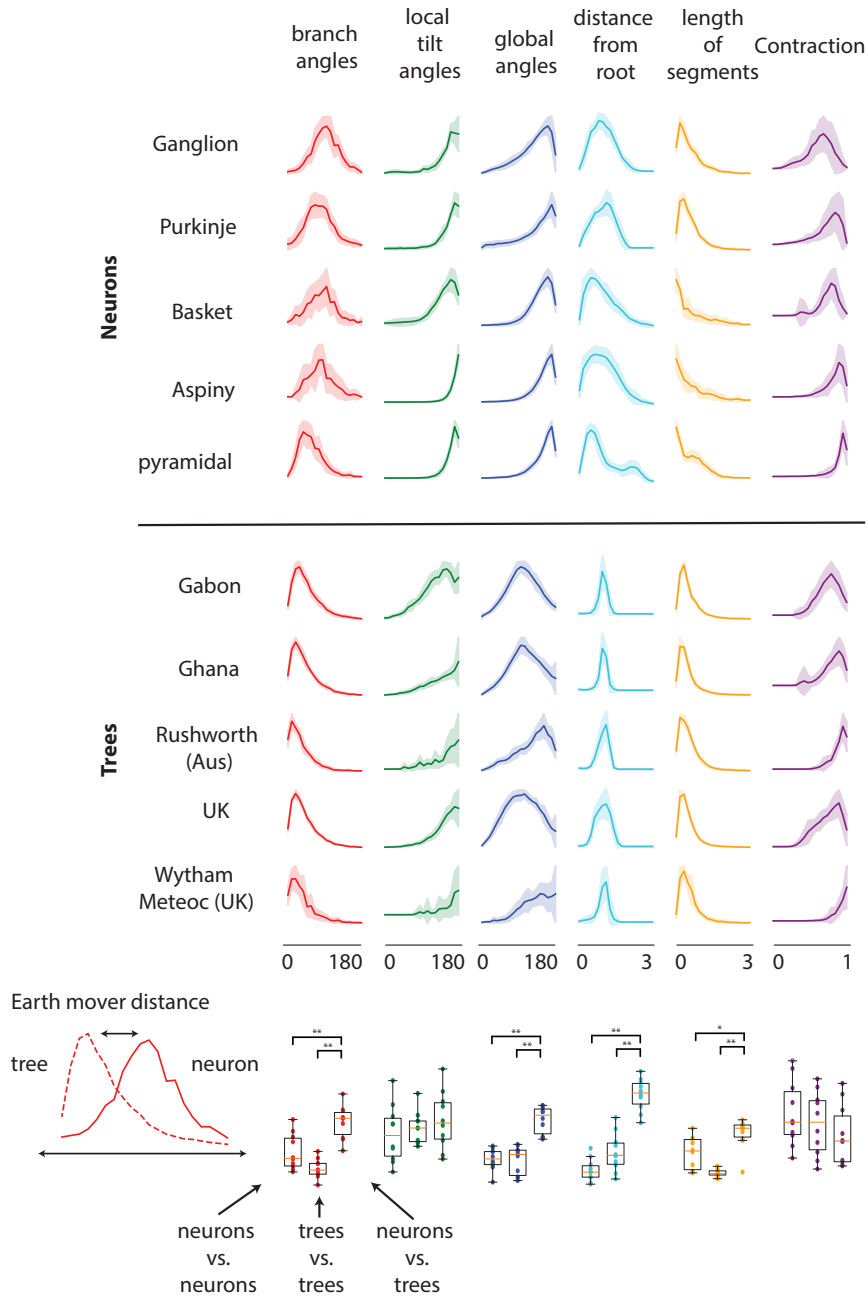 branch
angles
local
tilt
angles
global
angles
distance
from
root
length
of
segments
Contraction
Neurons
Ganglion
Purkinje
Basket
Aspiny
pyramidal
Trees
Gabon
Ghana
Rushworth
(Aus)
UK
Wytham
Meteoc (UK)
0 180 0 180 0 180 0 3 0 3 0 1
Earth mover distance
tree
neuron
** ** ** ** ** ** * **
neurons
vs.
neurons
trees
vs.
trees
neurons
vs.
trees